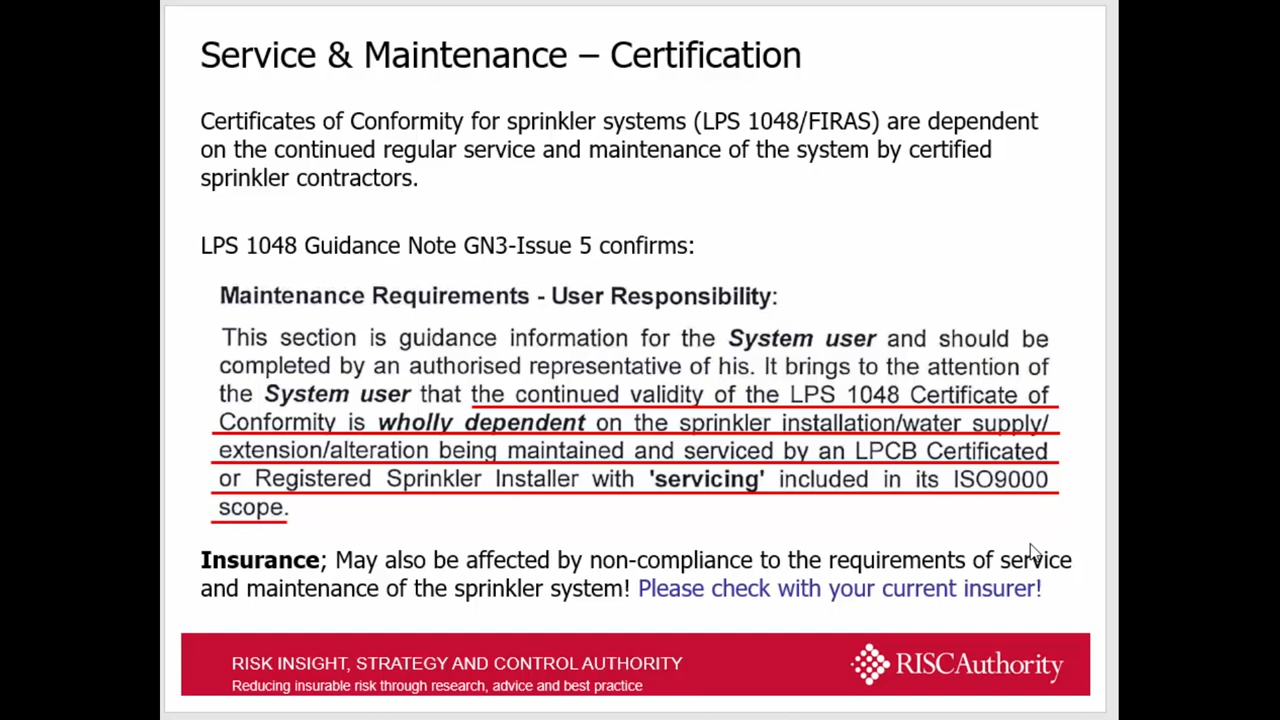 Service & Maintenance – Certification
Certificates of Conformity for sprinkler systems (LPS 1048/FIRAS) are dependent
on the continued regular service and maintenance of the system by certified
sprinkler contractors.
LPS 1048 Guidance Note GN3-Issue 5 confirms:
Maintenance Requirements - User Responsibility:
This section is guidance information for the System user and should be
completed by an authorised representative of his. It brings to the attention of
the System user that the continued validity of the LPS 1048 Certificate of
Conformity is wholly dependent on the sprinkler installation/water supply/
extension/alteration being maintained and serviced by an LPCB Certificated
or Registered Sprinkler Installer with 'servicing' included in its ISO9000
scope.
Insurance; May also be affected by non-compliance to the requirements of service
and maintenance of the sprinkler system! Please check with your current insurer!
RISK INSIGHT, STRATEGY AND CONTROL AUTHORITY
Reducing insurable risk through research, advice and best practice
RISCAuthority